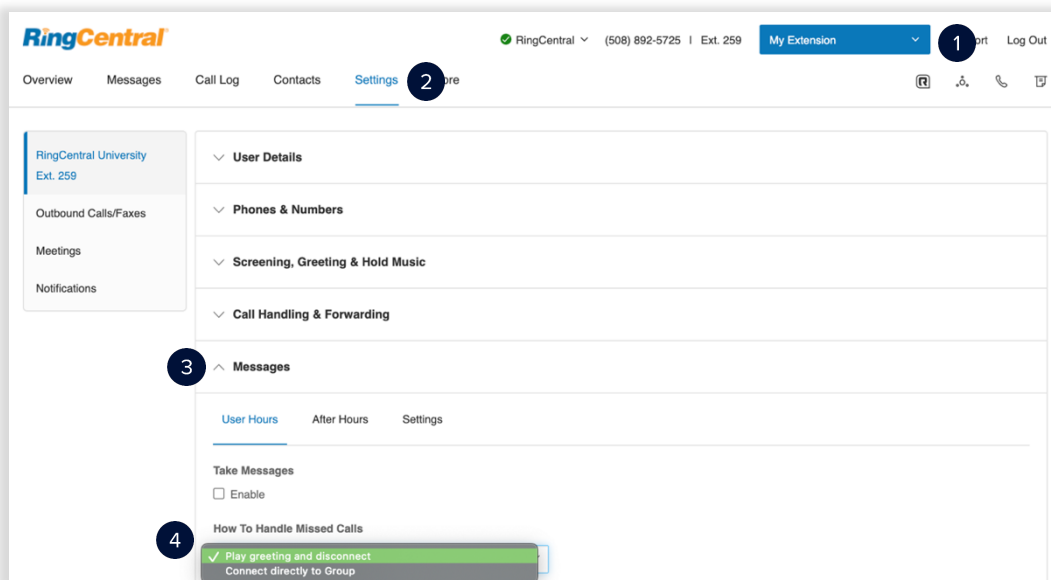 RingCentral
RingCentral (508) 892-5725 | Ext. 259 My Extension 1 rt Log Out
Overview Messages Call Log Contacts Settings 2 re
RingCentral University
Ext. 259
Outbound Calls/Faxes
Meetings
Notifications
User Details
Phones & Numbers
Screening, Greeting & Hold Music
Call Handling & Forwarding
3 Messages
User Hours After Hours Settings
Take Messages
Enable
How To Handle Missed Calls
4
Play greeting and disconnect
Connect directly to Group